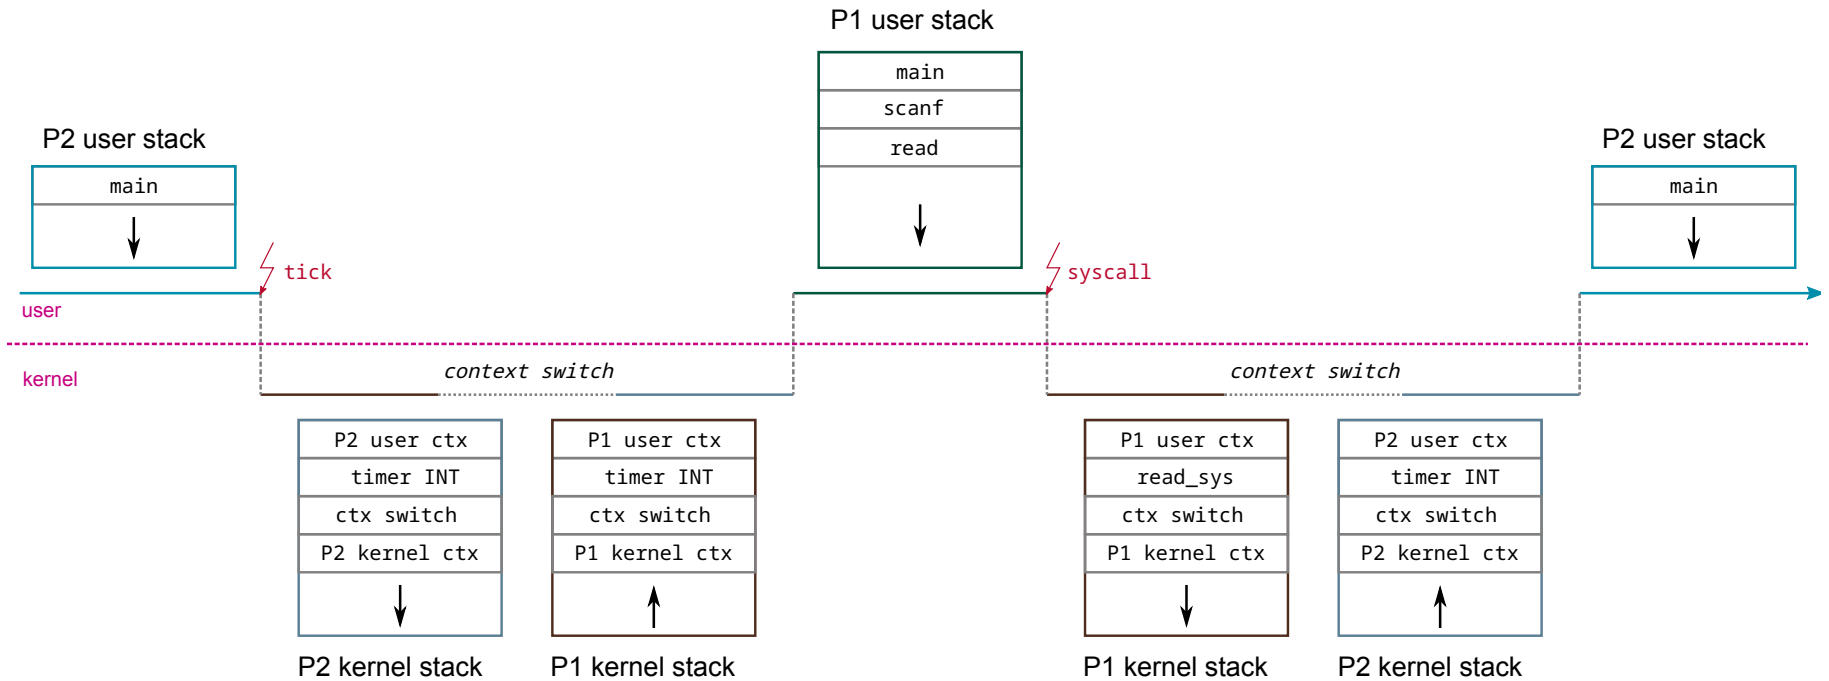 P1 user stack
main
scanf
read
P2 user stack
main
P2 user stack
main
tick
syscall
user
kernel
context switch
context switch
P2 user ctx
timer INT
ctx switch
P2 kernel ctx
P2 kernel stack
P1 user ctx
timer INT
ctx switch
P1 kernel ctx
P1 kernel stack
P1 user ctx
read_sys
ctx switch
P1 kernel ctx
P1 kernel stack
P2 user ctx
timer INT
ctx switch
P2 kernel ctx
P2 kernel stack